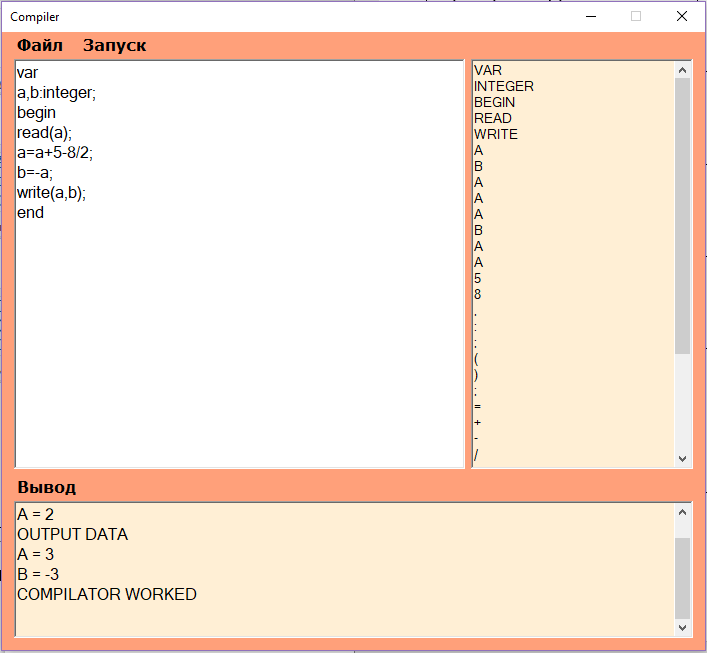 Compiler
Файл Запуск
var
a,b:integer;
begin
read(a);
a=a+5-8/2;
b=-a;
write(a,b);
end
VAR
INTEGER
BEGIN
READ
WRITE
A
B
A
A
A
B
A
A
5
8
,
:
;
(
)
;
=
+
-
/
Вывод
A = 2
OUTPUT DATA
A = 3
B = -3
COMPILATOR WORKED